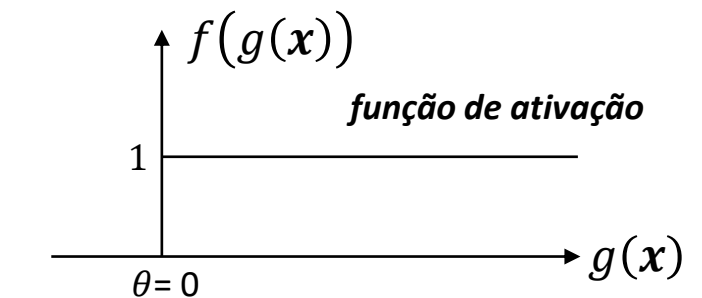 f(g(𝒙))
função de ativação
1
g(𝒙)
θ= 0